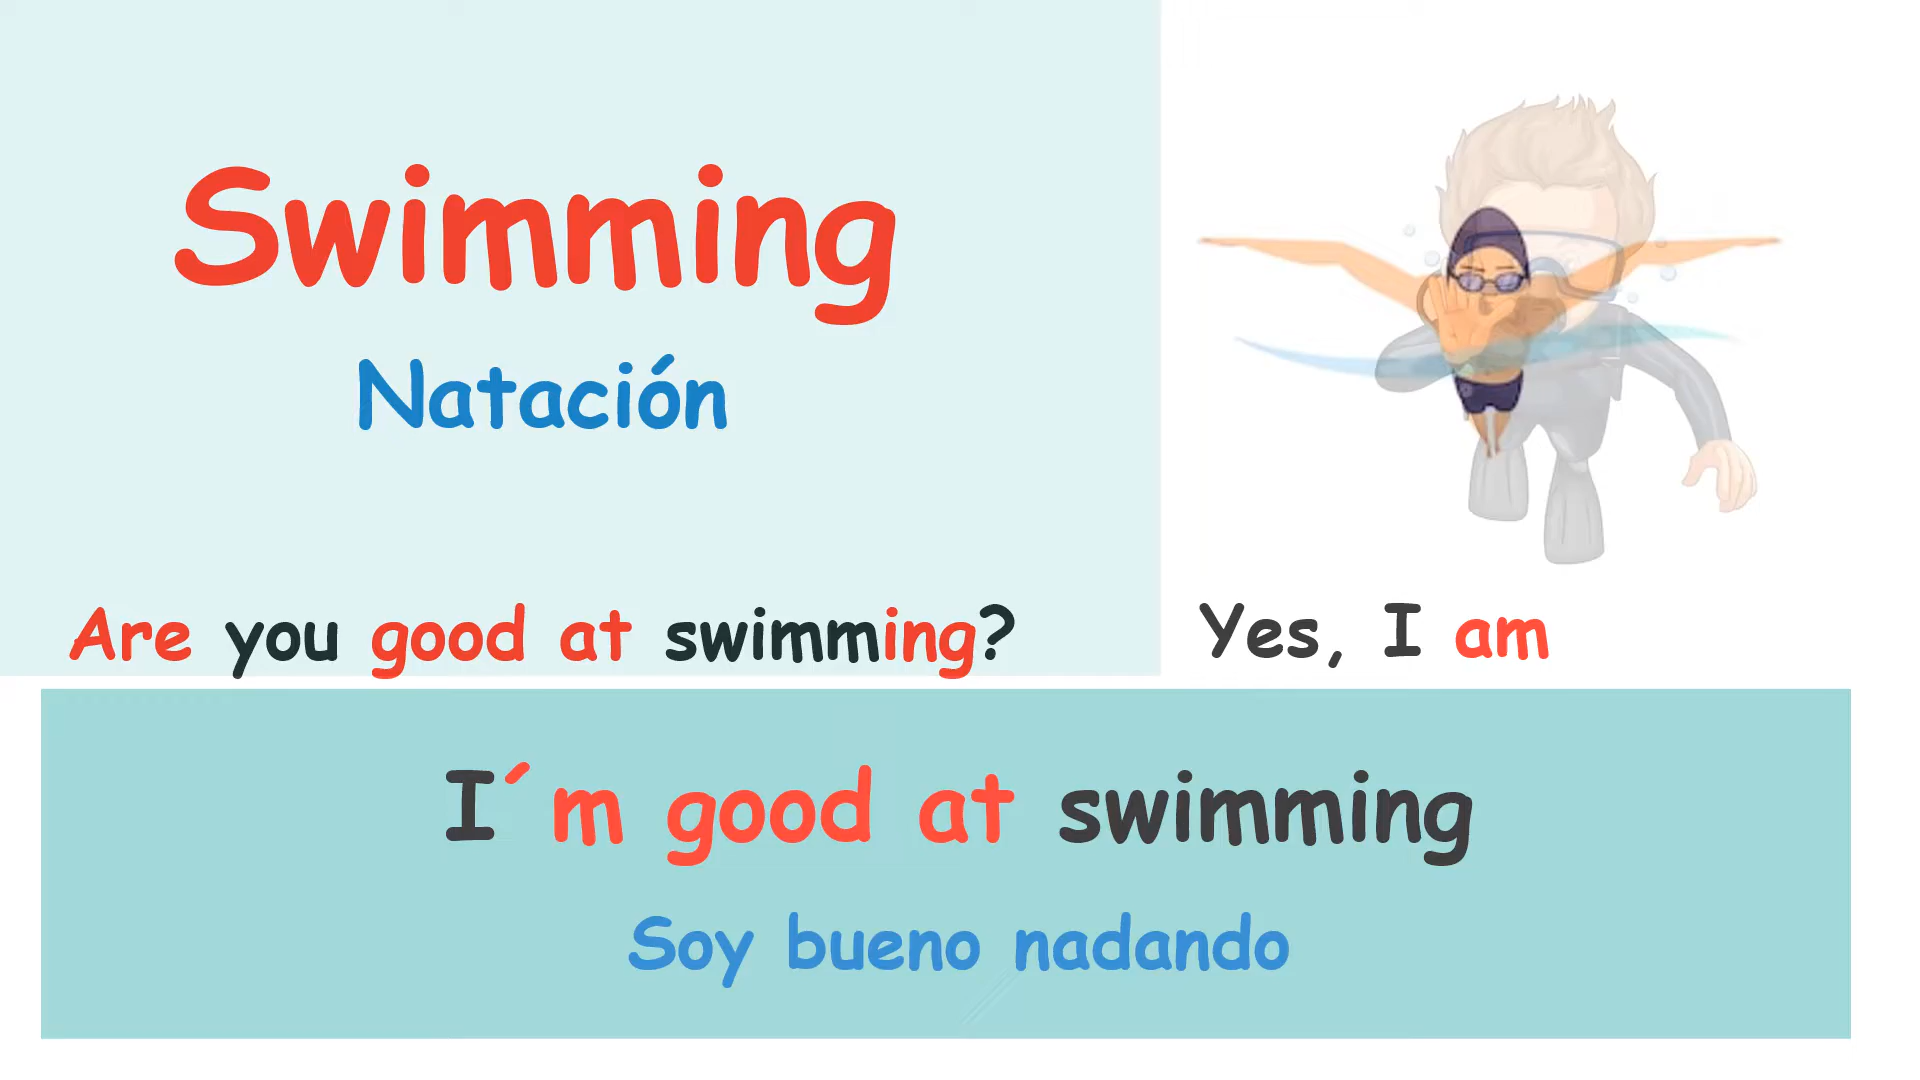 Swimming
Natación
Are you good at swimming?
Yes, I am
I´m good at swimming
Soy bueno nadando